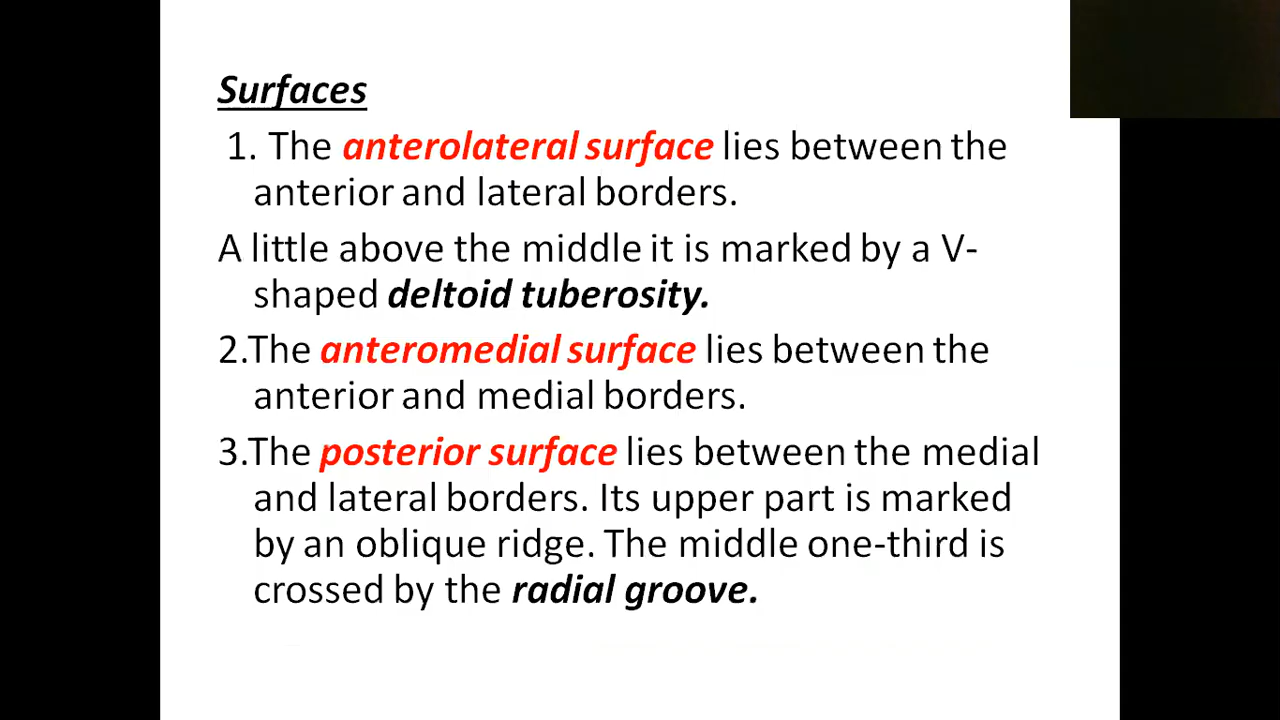 Surfaces
1. The anterolateral surface lies between the
anterior and lateral borders.
A little above the middle it is marked by a V-
shaped deltoid tuberosity.
2.The anteromedial surface lies between the
anterior and medial borders.
3.The posterior surface lies between the medial
and lateral borders. Its upper part is marked
by an oblique ridge. The middle one-third is
crossed by the radial groove.